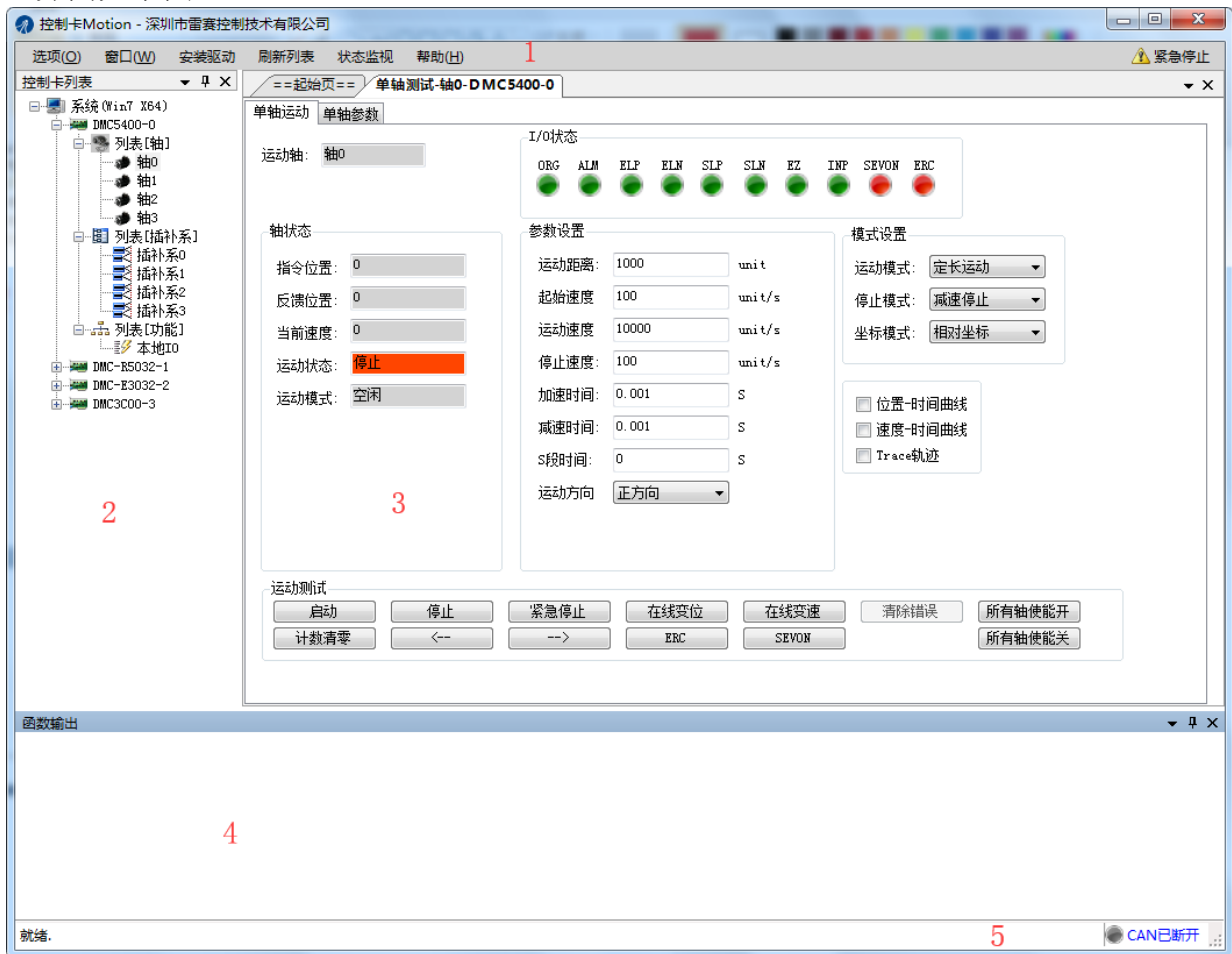 控制卡Motion - 深圳市雷赛控制技术有限公司
选项(O) 窗口(W) 安装驱动 刷新列表 状态监视 帮助(H) 1 紧急停止
控制卡列表
==起始页== 单轴测试-轴0-DMC5400-0
系统(Win7 X64)
DMC5400-0
列表[轴]
轴0
轴1
轴2
轴3
列表[插补系]
插补系0
插补系1
插补系2
插补系3
列表[功能]
本地IO
DMC-R5032-1
DMC-E3032-2
DMC3C00-3
2
单轴运动 单轴参数
运动轴: 轴0
I/O状态
ORG ALM ELP ELN SLP SLN EZ INP SEVON ERC
轴状态
指令位置: 0
反馈位置: 0
当前速度: 0
运动状态: 停止
运动模式: 空闲
3
参数设置
运动距离: 1000 unit
起始速度 100 unit/s
运动速度 10000 unit/s
停止速度: 100 unit/s
加速时间: 0.001 S
减速时间: 0.001 S
S段时间: 0 S
运动方向 正方向
模式设置
运动模式: 定长运动
停止模式: 减速停止
坐标模式: 相对坐标
位置-时间曲线
速度-时间曲线
Trace轨迹
运动测试
启动 停止 紧急停止 在线变位 在线变速 清除错误 所有轴使能开
计数清零 <-- --> ERC SEVON 所有轴使能关
函数输出
4
就绪. 5 CAN已断开